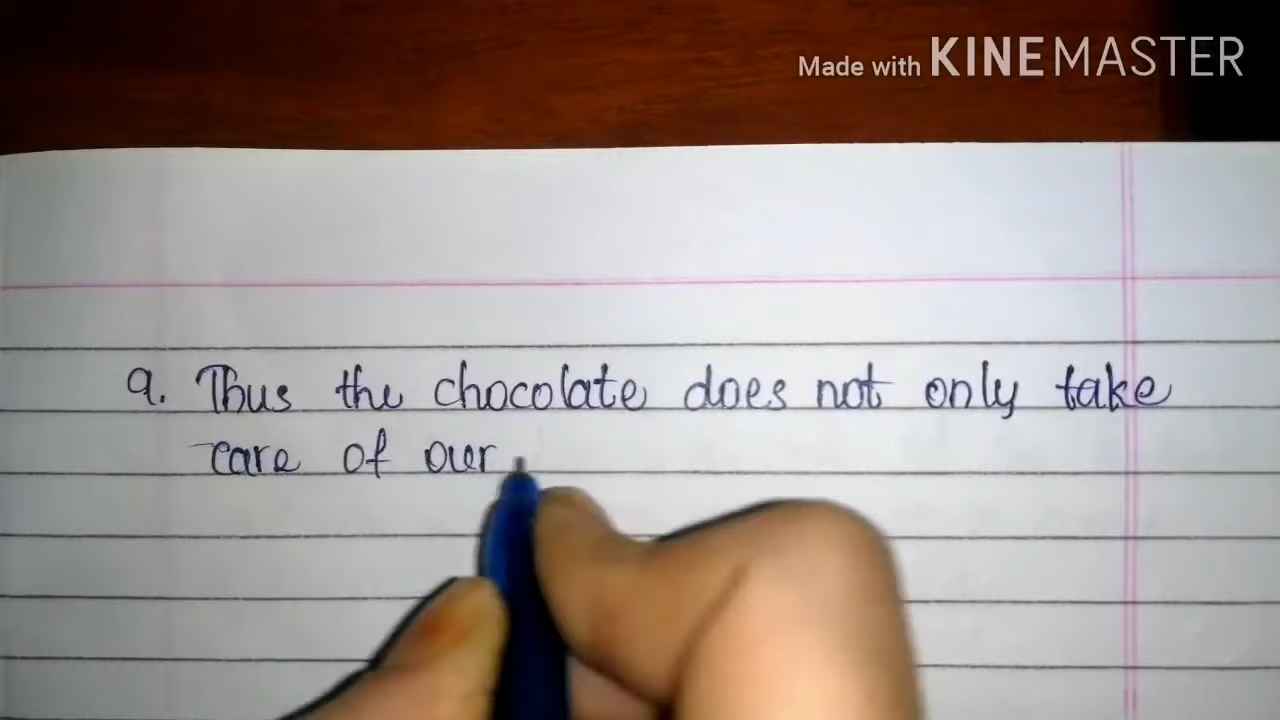 Made with KINEMASTER
9. Thus the chocolate does not only take
care of our